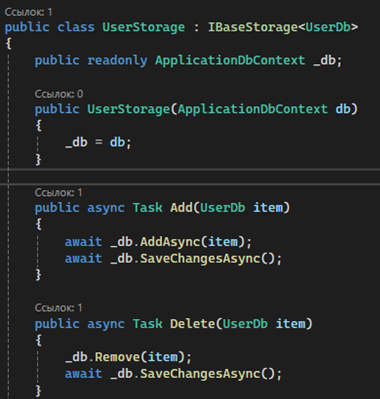 Ссылок: 1
public class UserStorage : IBaseStorage<UserDb>
{
    public readonly ApplicationDbContext _db;

    Ссылок: 0
    public UserStorage(ApplicationDbContext db)
    {
        _db = db;
    }

    Ссылок: 1
    public async Task Add(UserDb item)
    {
        await _db.AddAsync(item);
        await _db.SaveChangesAsync();
    }

    Ссылок: 1
    public async Task Delete(UserDb item)
    {
        _db.Remove(item);
        await _db.SaveChangesAsync();
    }